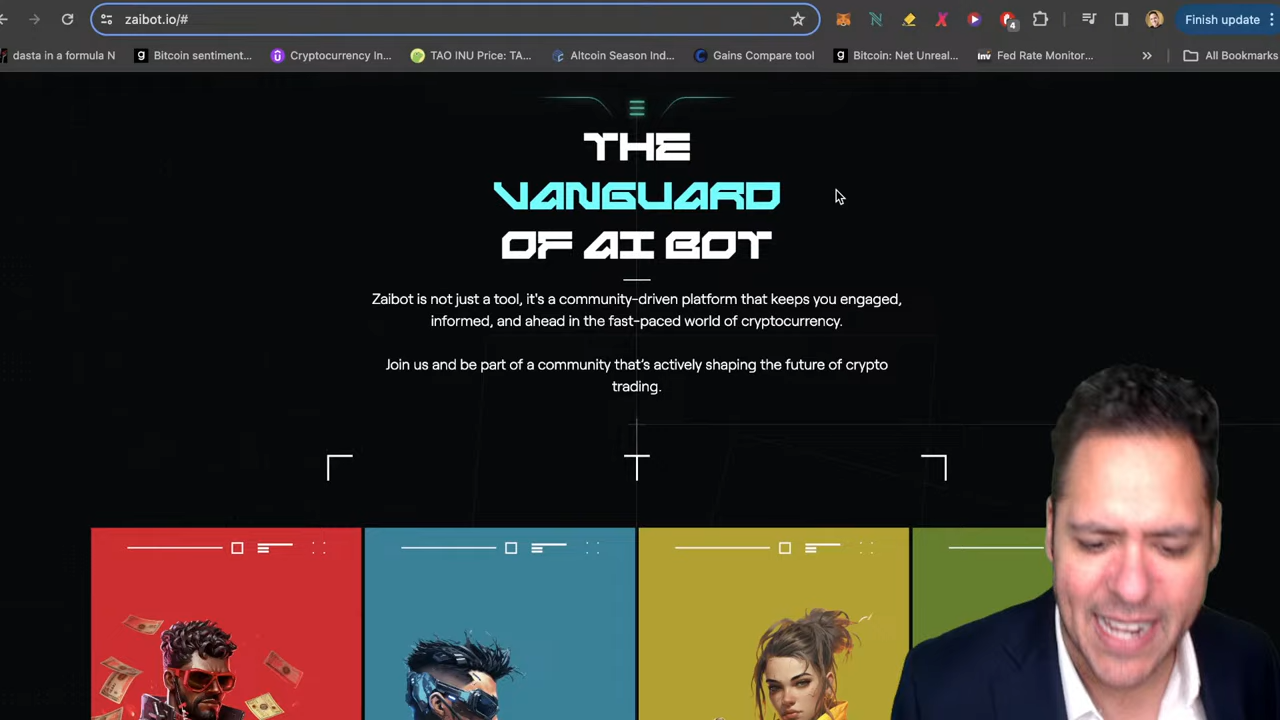 zaibot.io/#
4
Finish update
dasta in a formula N
Bitcoin sentiment...
Cryptocurrency In...
TAO INU Price: TA...
Altcoin Season Ind...
Gains Compare tool
Bitcoin: Net Unreal...
inv Fed Rate Monitor...
»
All Bookmarks
THE
VANGUARD
OF AI BOT
Zaibot is not just a tool, it's a community-driven platform that keeps you engaged,
informed, and ahead in the fast-paced world of cryptocurrency.
Join us and be part of a community that's actively shaping the future of crypto
trading.